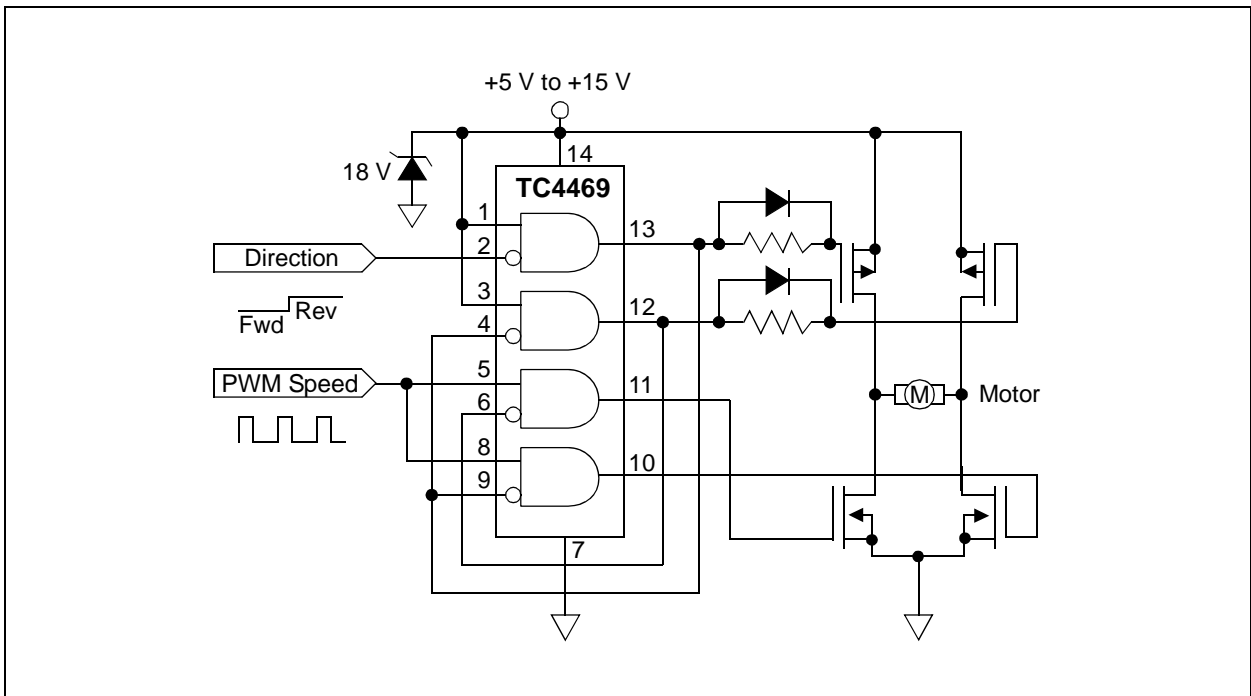 +5 V to +15 V
14
18 V
TC4469
1
13
2
Direction
3
12
Fwd Rev
4
5
11
PWM Speed
6
M
Motor
8
10
9
7